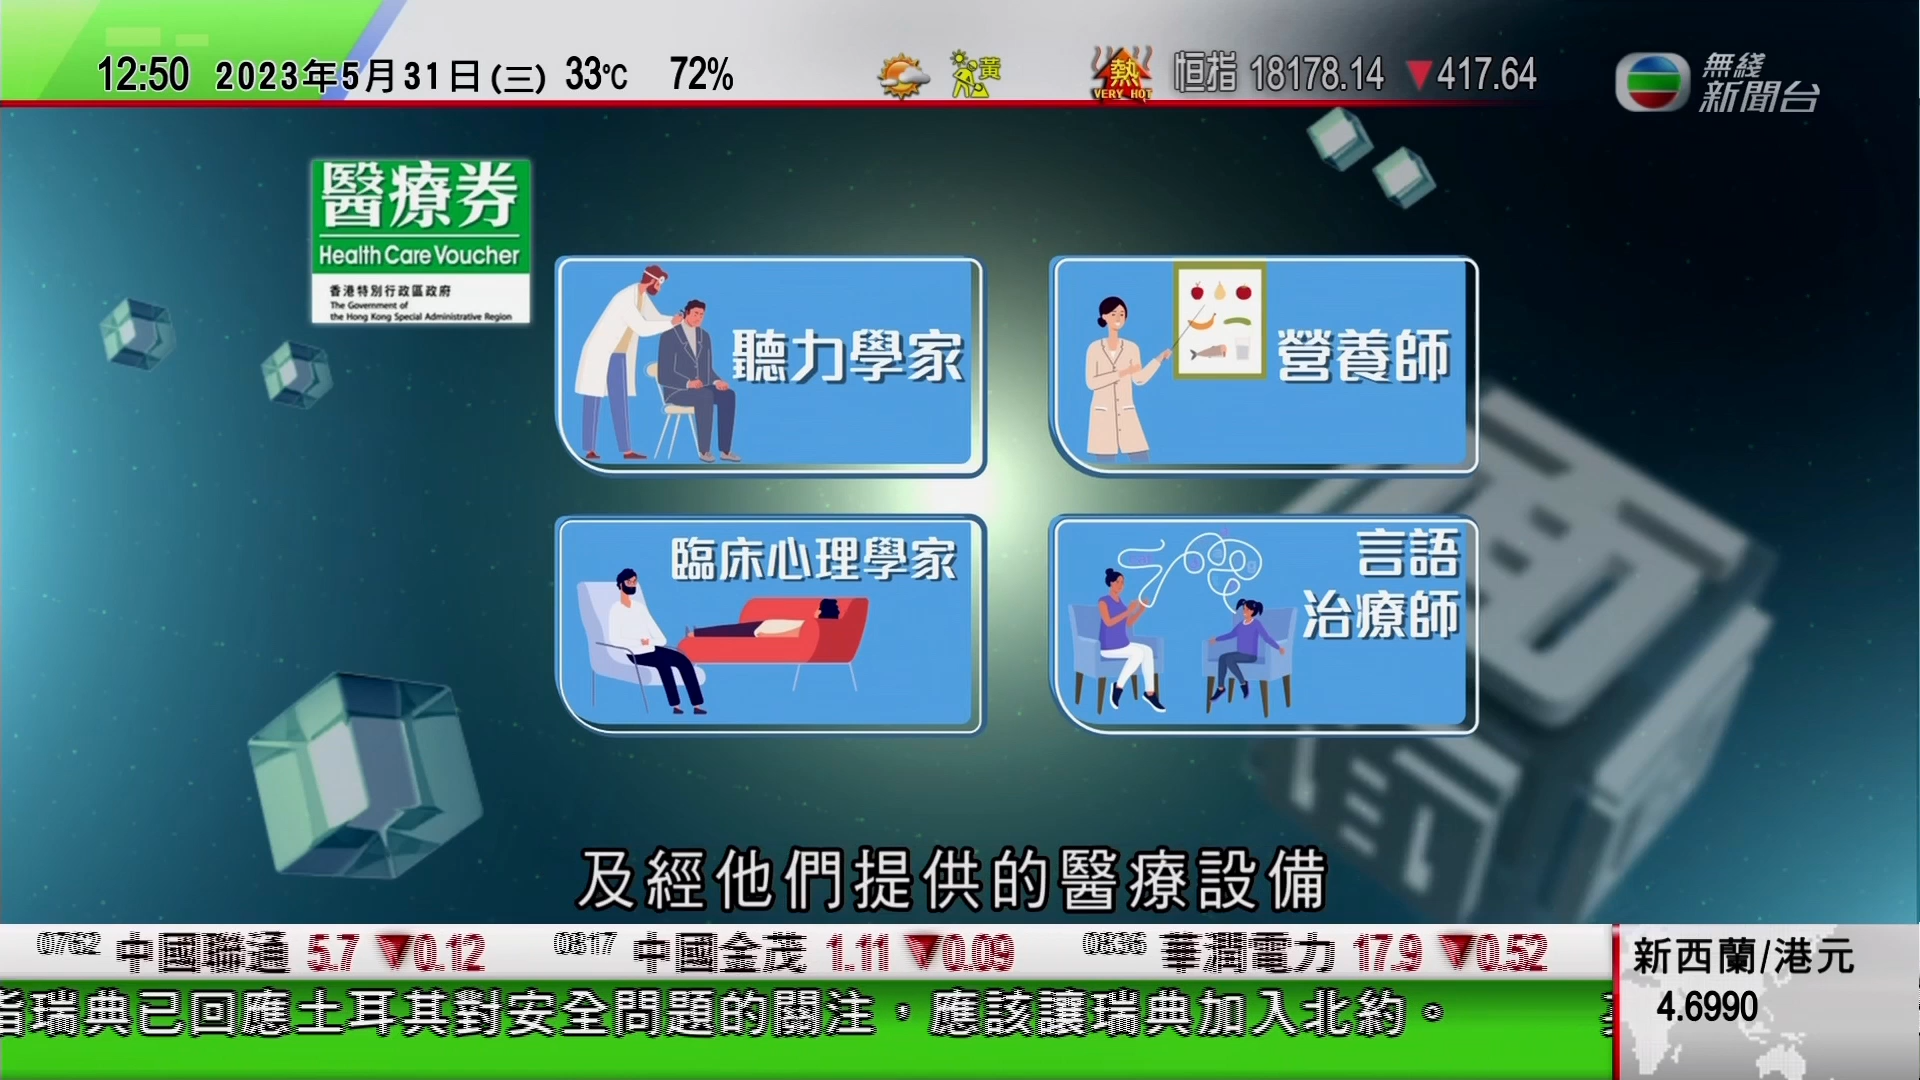 12:50 2023年5月31日(三) 33℃ 72%
黃
熱
VERY HOT
恒指 18178.14 ▼417.64
無綫
新聞台
醫療券
Health Care Voucher
香港特別行政區政府
The Government of
the Hong Kong Special Administrative Region
聽力學家
營養師
臨床心理學家
言語
治療師
及經他們提供的醫療設備
0762 中國聯通 5.7 ▼0.12 0817 中國金茂 1.11 ▼0.09 0836 華潤電力 17.9 ▼0.52
新西蘭/港元
4.6990
指瑞典已回應土耳其對安全問題的關注，應該讓瑞典加入北約。